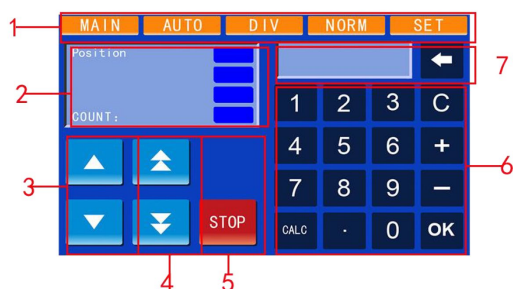 MAIN AUTO DIV NORM SET
1
Position
7
2
COUNT:
1 2 3 C
4 5 6 +
6
3
7 8 9 −
STOP
CALC . 0 OK
4 5